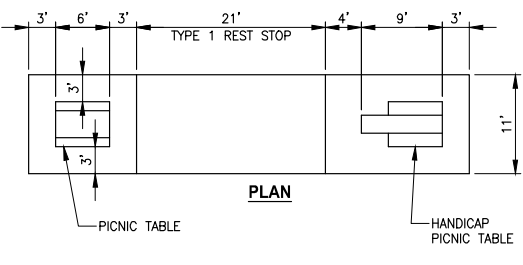 3' 6' 3' 21' 4' 9' 3'
TYPE 1 REST STOP
3'
11'
3'
PLAN
PICNIC TABLE
HANDICAP
PICNIC TABLE